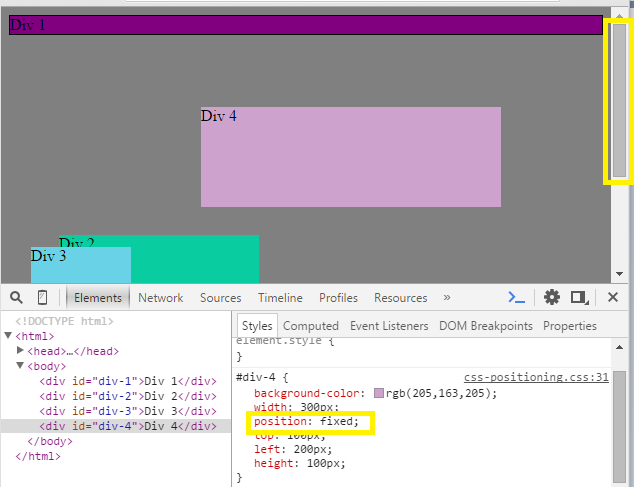 Div 1
Div 4
Div 2
Div 3
Elements Network Sources Timeline Profiles Resources »
<!DOCTYPE html>
<html>
<head>…</head>
<body>
<div id="div-1">Div 1</div>
<div id="div-2">Div 2</div>
<div id="div-3">Div 3</div>
<div id="div-4">Div 4</div>
</body>
</html>
Styles Computed Event Listeners DOM Breakpoints Properties
element.style {
}
#div-4 { css-positioning.css:31
background-color: rgb(205,163,205);
width: 300px;
position: fixed;
top: 100px;
left: 200px;
height: 100px;
}